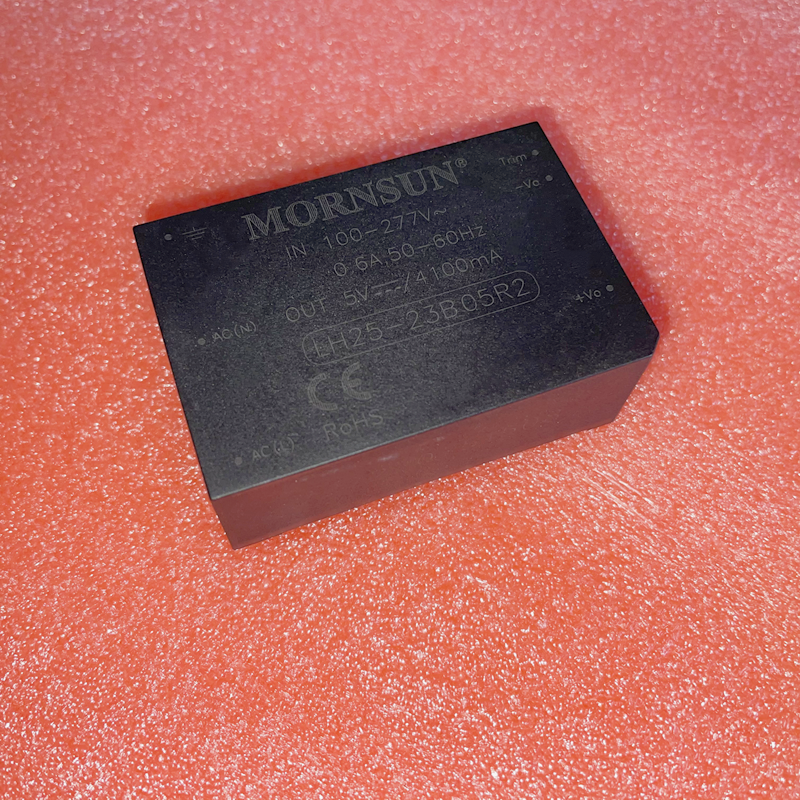 MORNSUN®
Trim
-Vo
IN 100-277V~
0.6A 50-60Hz
OUT 5V⎓/4100mA
+Vo
AC(N)
LH25-23B05R2
CE
RoHS
AC(L)